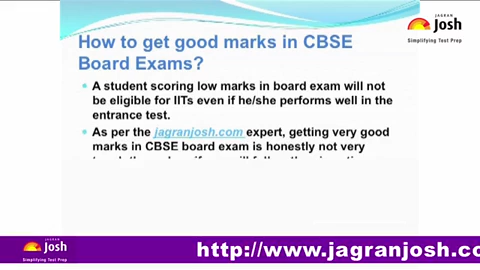 JAGRAN
Josh
Simplifying Test Prep
How to get good marks in CBSE
Board Exams?
A student scoring low marks in board exam will not
be eligible for IITs even if he/she performs well in the
entrance test.
As per the jagranjosh.com expert, getting very good
marks in CBSE board exam is honestly not very
JAGRAN
Josh
Simplifying Test Prep
http://www.jagranjosh.co